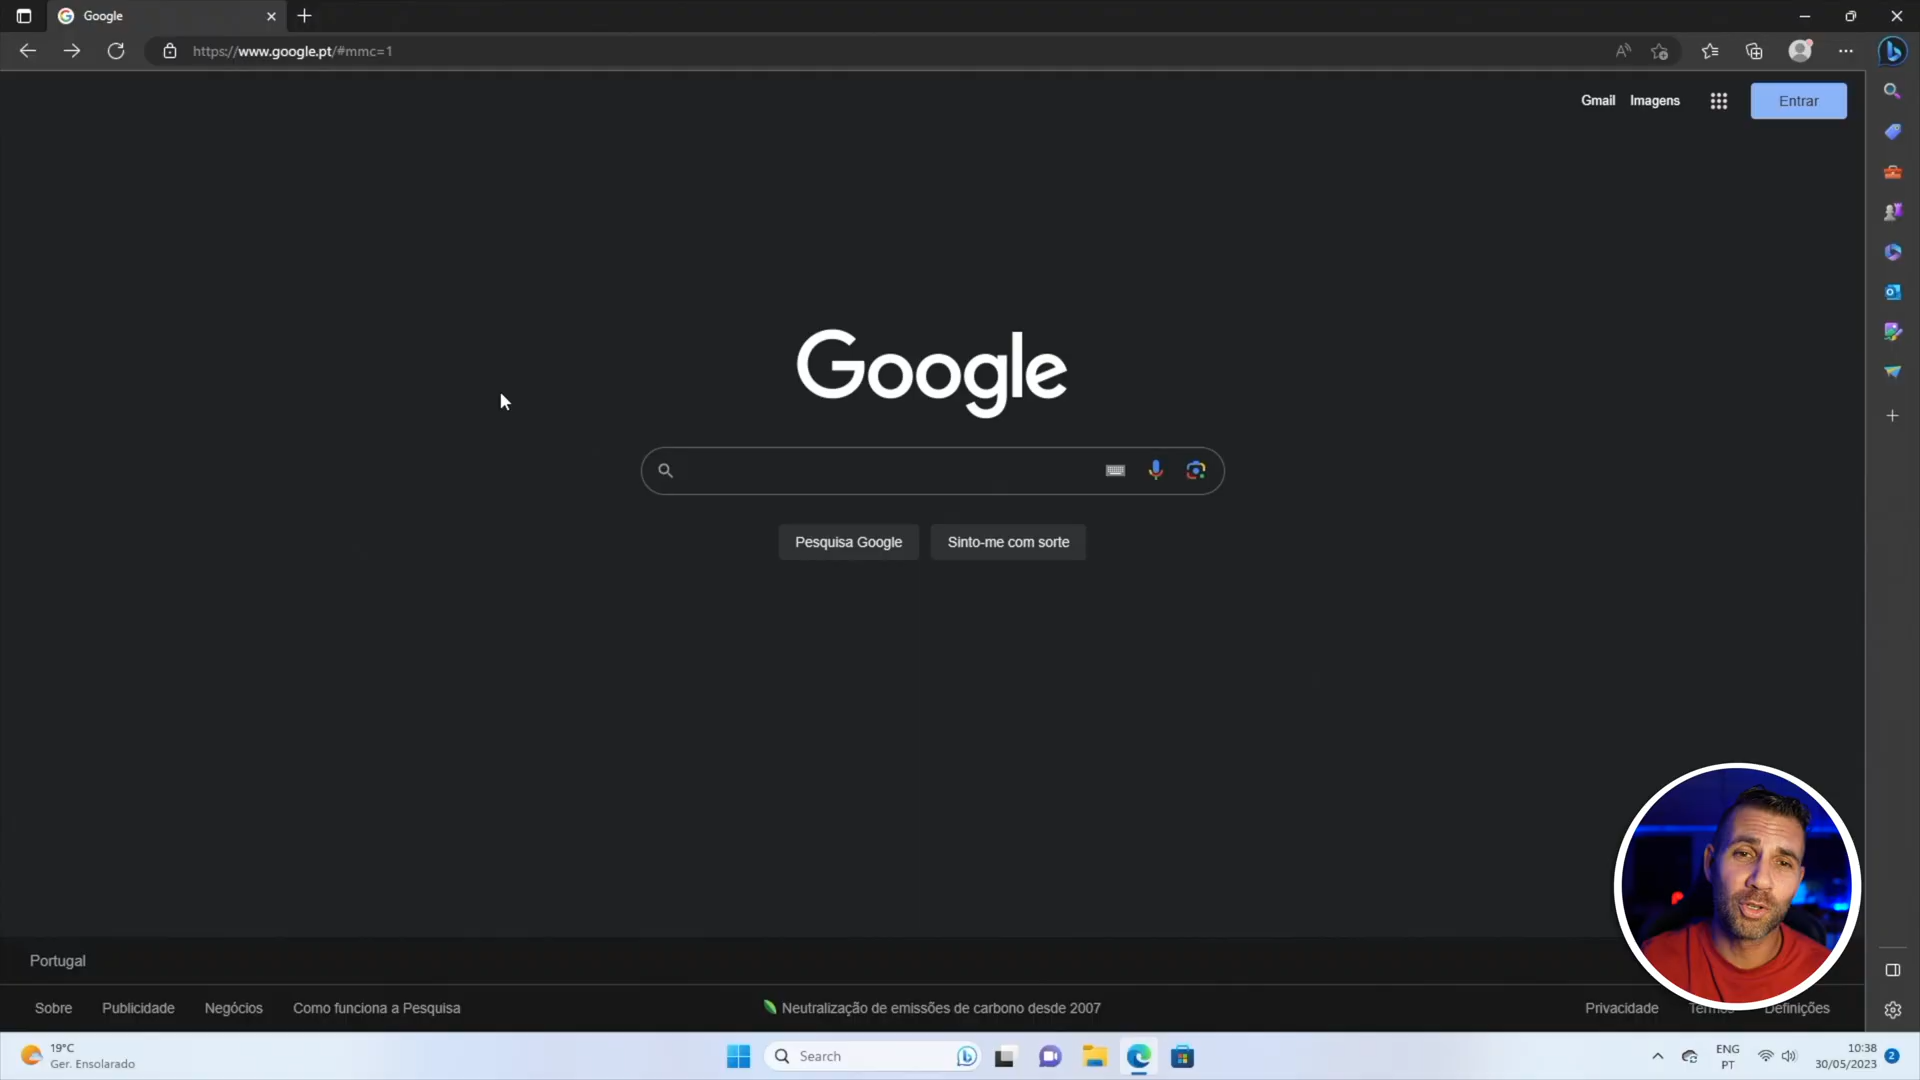 Google
https://www.google.pt/#mmc=1
Gmail Imagens Entrar
Google
Pesquisa Google Sinto-me com sorte
Portugal
Sobre Publicidade Negócios Como funciona a Pesquisa Neutralização de emissões de carbono desde 2007 Privacidade Termos Definições
19°C
Ger. Ensolarado
Search
ENG
PT
10:38
30/05/2023
2